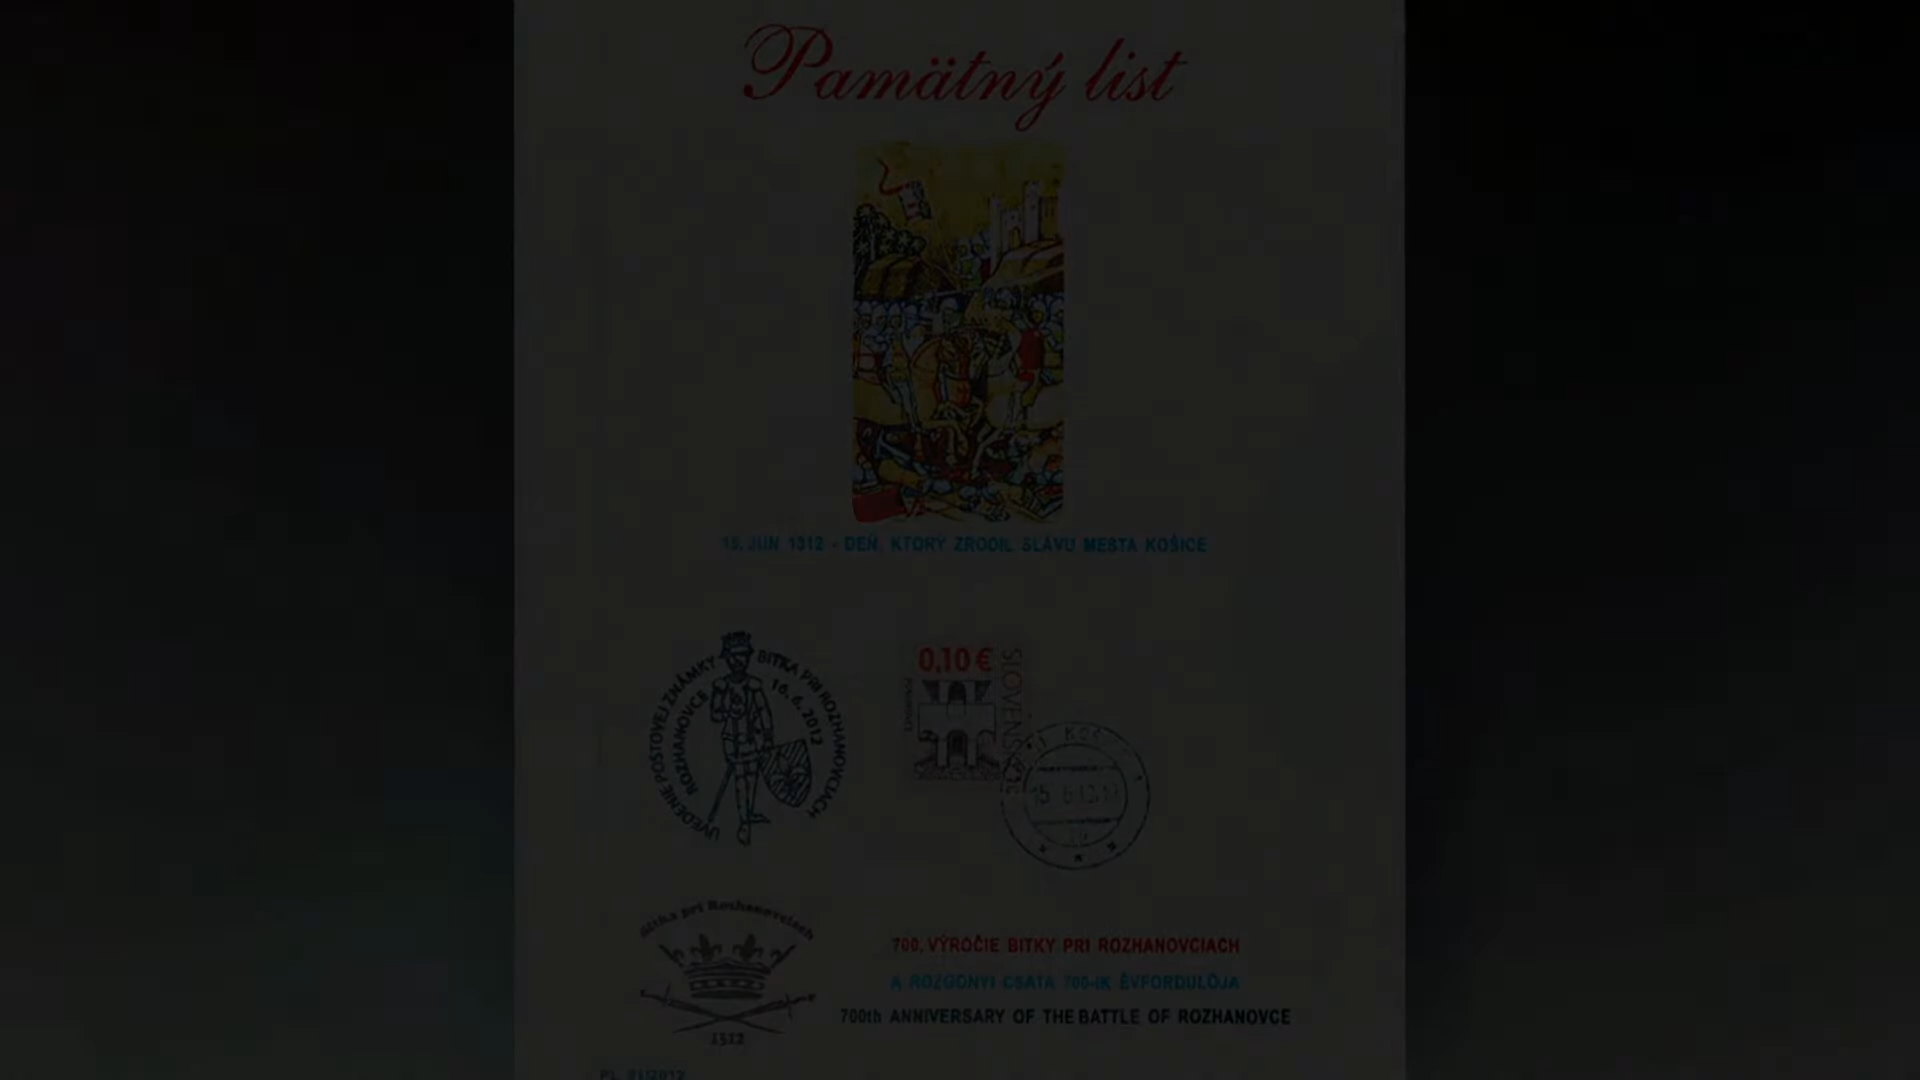 Pamätný list
15. JÚN 1312 - DEŇ, KTORÝ ZRODIL SLÁVU MESTA KOŠICE
UVEDENIE POŠTOVEJ ZNÁMKY BITKA PRI ROZHANOVCIACH
ROZHANOVCE 16. 6. 2012
0,10 €
SLOVENSKO
Bitka pri Rozhanovciach
1312
700. VÝROČIE BITKY PRI ROZHANOVCIACH
A ROZGONYI CSATA 700-IK ÉVFORDULÓJA
700th ANNIVERSARY OF THE BATTLE OF ROZHANOVCE